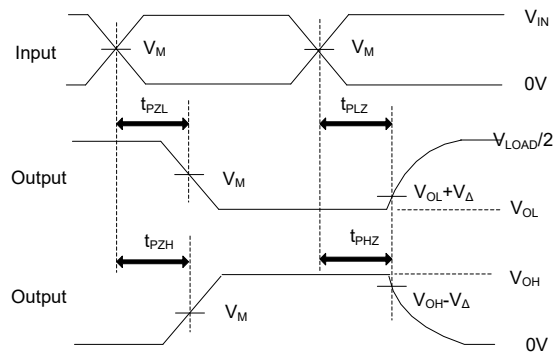 V_IN
Input
V_M
V_M
0V
t_PZL
t_PLZ
V_LOAD/2
Output
V_M
V_OL+V_Δ
V_OL
t_PZH
t_PHZ
V_OH
Output
V_M
V_OH-V_Δ
0V